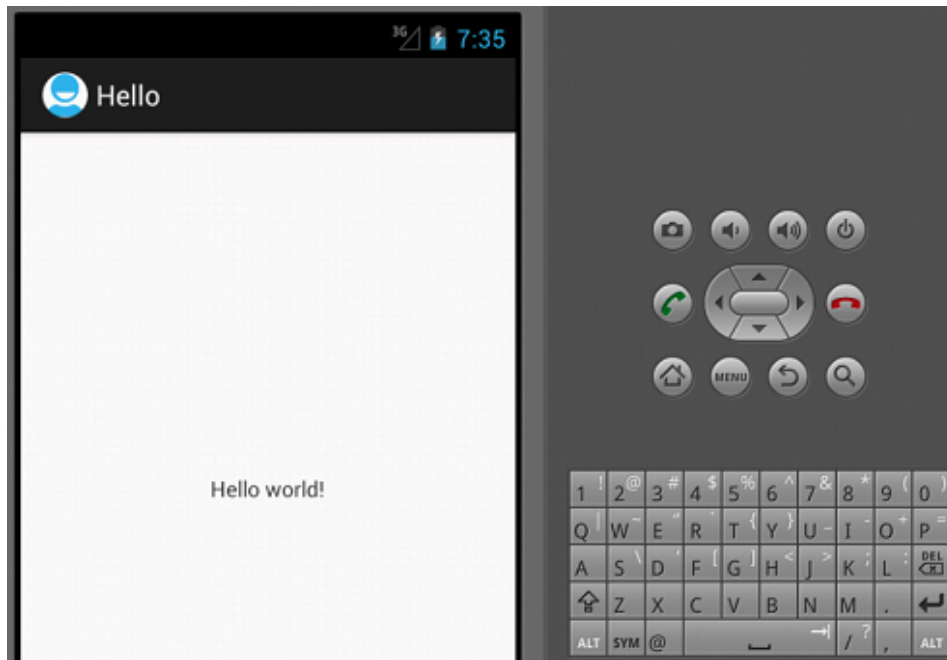 3G 7:35
Hello
Hello world!
MENU
1 ! 2 @ 3 # 4 $ 5 % 6 ^ 7 & 8 * 9 ( 0 )
Q | W ~ E " R ` T { Y } U _ I - O + P =
A S \ D ' F [ G ] H < J > K ; L : DEL
Z X C V B N M .
ALT SYM @ / ? , ALT